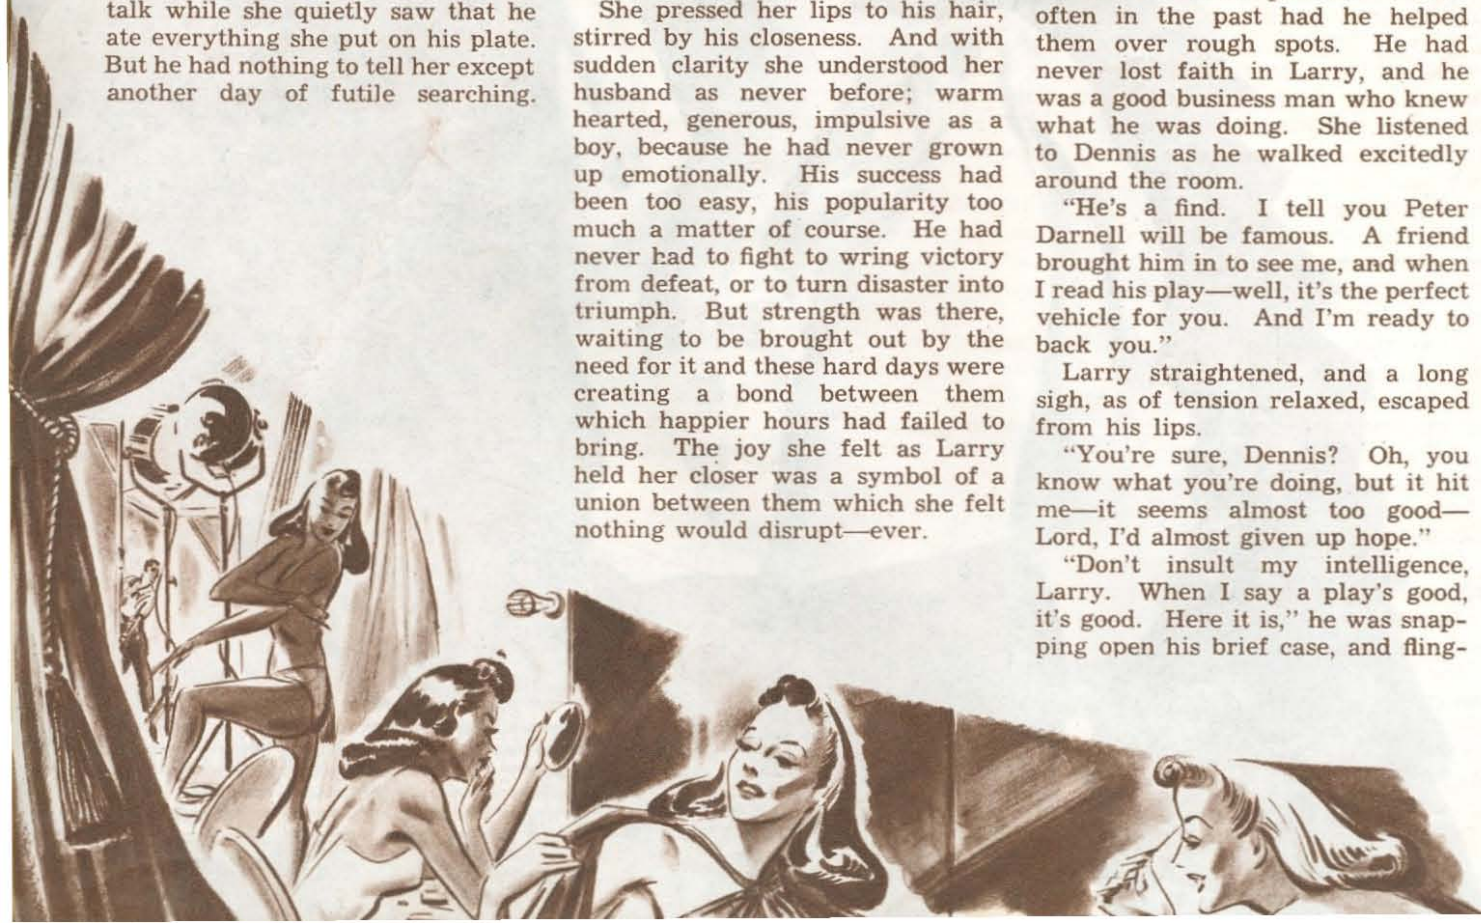 talk while she quietly saw that he
ate everything she put on his plate.
But he had nothing to tell her except
another day of futile searching.
She pressed her lips to his hair,
stirred by his closeness. And with
sudden clarity she understood her
husband as never before; warm
hearted, generous, impulsive as a
boy, because he had never grown
up emotionally. His success had
been too easy, his popularity too
much a matter of course. He had
never had to fight to wring victory
from defeat, or to turn disaster into
triumph. But strength was there,
waiting to be brought out by the
need for it and these hard days were
creating a bond between them
which happier hours had failed to
bring. The joy she felt as Larry
held her closer was a symbol of a
union between them which she felt
nothing would disrupt—ever.
often in the past had he helped
them over rough spots. He had
never lost faith in Larry, and he
was a good business man who knew
what he was doing. She listened
to Dennis as he walked excitedly
around the room.
“He's a find. I tell you Peter
Darnell will be famous. A friend
brought him in to see me, and when
I read his play—well, it's the perfect
vehicle for you. And I'm ready to
back you.”
Larry straightened, and a long
sigh, as of tension relaxed, escaped
from his lips.
“You're sure, Dennis? Oh, you
know what you're doing, but it hit
me—it seems almost too good—
Lord, I'd almost given up hope.”
“Don't insult my intelligence,
Larry. When I say a play's good,
it's good. Here it is,” he was snap-
ping open his brief case, and fling-